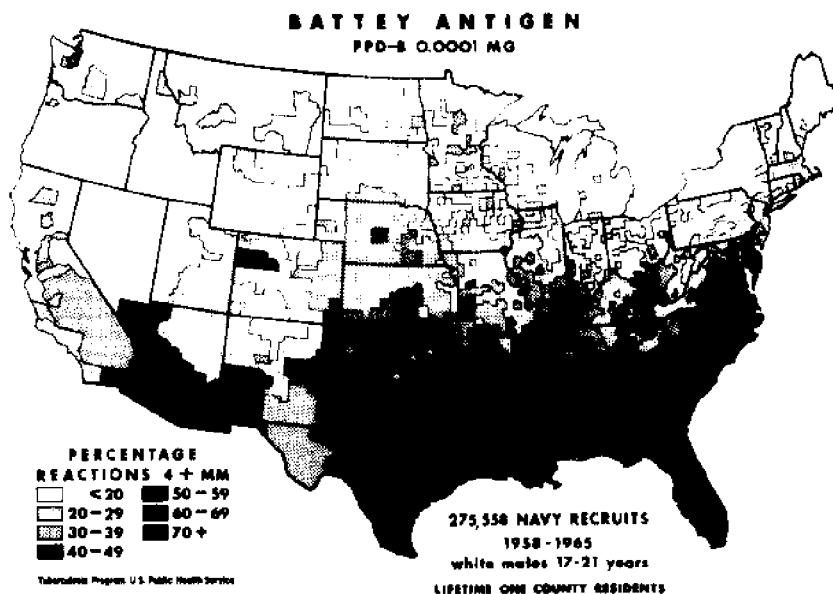 BATTEY ANTIGEN
PPD-B 0.0001 MG
PERCENTAGE
REACTIONS 4+ MM
≤20
20-29
30-39
40-49
50-59
60-69
70+
275,558 NAVY RECRUITS
1958-1965
white males 17-21 years
LIFETIME ONE COUNTY RESIDENTS
Tuberculosis Program U.S. Public Health Service